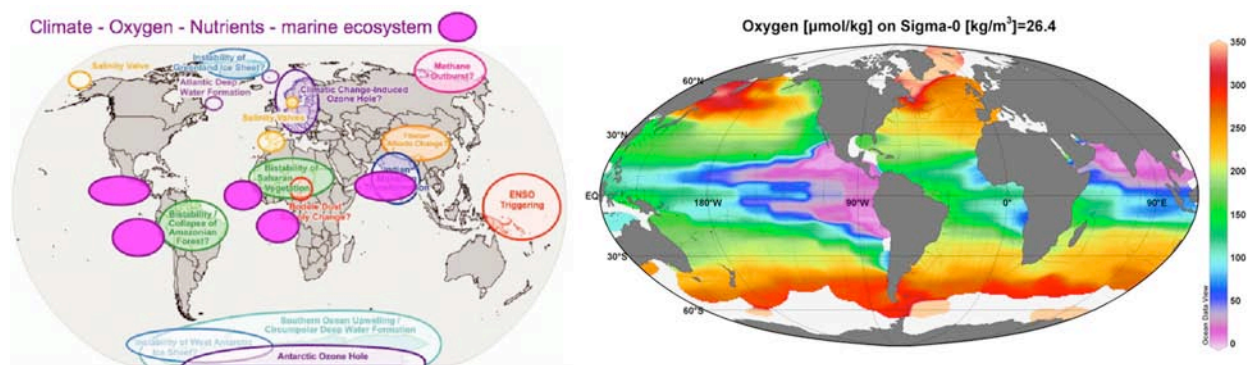 Climate - Oxygen - Nutrients - marine ecosystem
Salinity Valve
Instability of
Greenland Ice Sheet?
Methane
Outburst?
Atlantic Deep
Water Formation
Climatic Change-Induced
Ozone Hole?
Salinity Valves
Change?
Bistability of
Saharan
Vegetation
ENSO
Triggering
Dust
Change?
Bistability /
Collapse of
Amazonian
Forest?
Southern Ocean Upwelling /
Circumpolar Deep Water Formation
Instability of West Antarctic
Ice Sheet?
Antarctic Ozone Hole
Oxygen [μmol/kg] on Sigma-0 [kg/m³]=26.4
60°N
30°N
EQ
180°W
90°W
0°
90°E
30°S
60°S
350
300
250
200
150
100
50
0
Ocean Data View